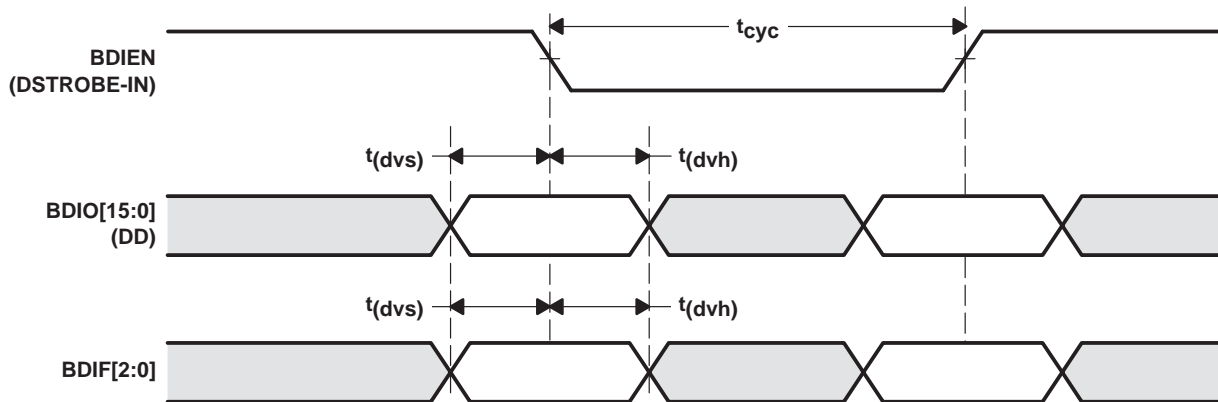 tcyc
BDIEN
(DSTROBE-IN)
t(dvs)
t(dvh)
BDIO[15:0]
(DD)
t(dvs)
t(dvh)
BDIF[2:0]